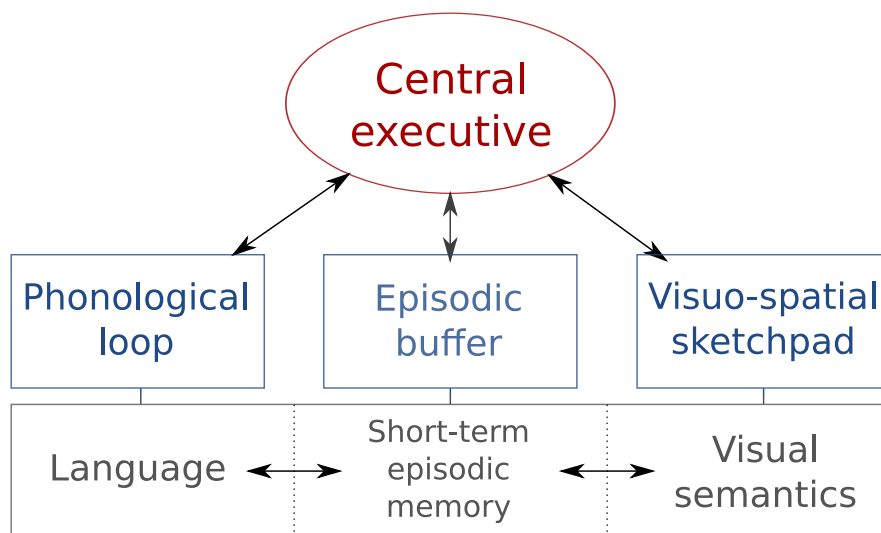 Central
executive
Phonological
loop
Episodic
buffer
Visuo-spatial
sketchpad
Language
Short-term
episodic
memory
Visual
semantics